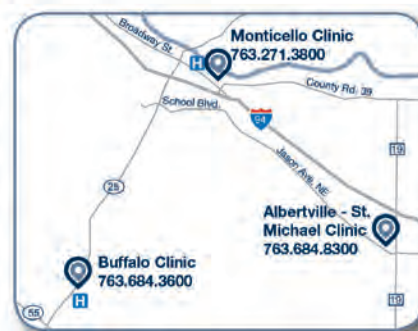 Monticello Clinic
763.271.3800
Broadway St.
H
County Rd. 39
School Blvd.
94
Jason Ave. NE
19
25
Albertville - St.
Michael Clinic
763.684.8300
Buffalo Clinic
763.684.3600
H
55
19